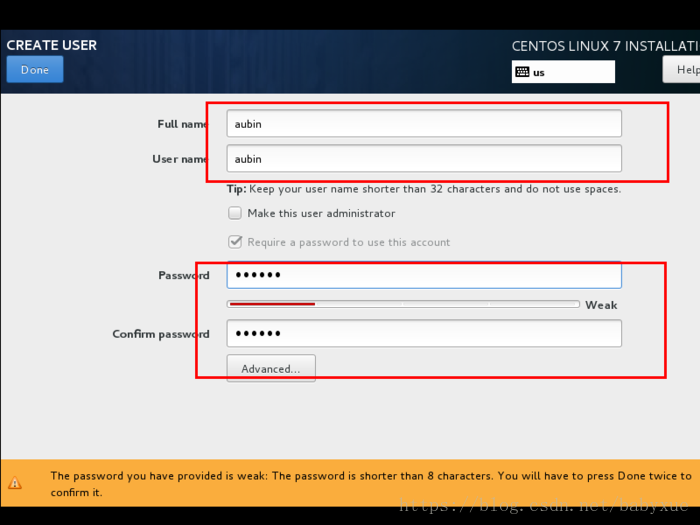 CREATE USER
CENTOS LINUX 7 INSTALLATI
Done
us
Help
Full name
aubin
User name
aubin
Tip: Keep your user name shorter than 32 characters and do not use spaces.
Make this user administrator
Require a password to use this account
Password
••••••
Weak
Confirm password
••••••
Advanced...
The password you have provided is weak: The password is shorter than 8 characters. You will have to press Done twice to
confirm it.
https://blog.csdn.net/babyxue